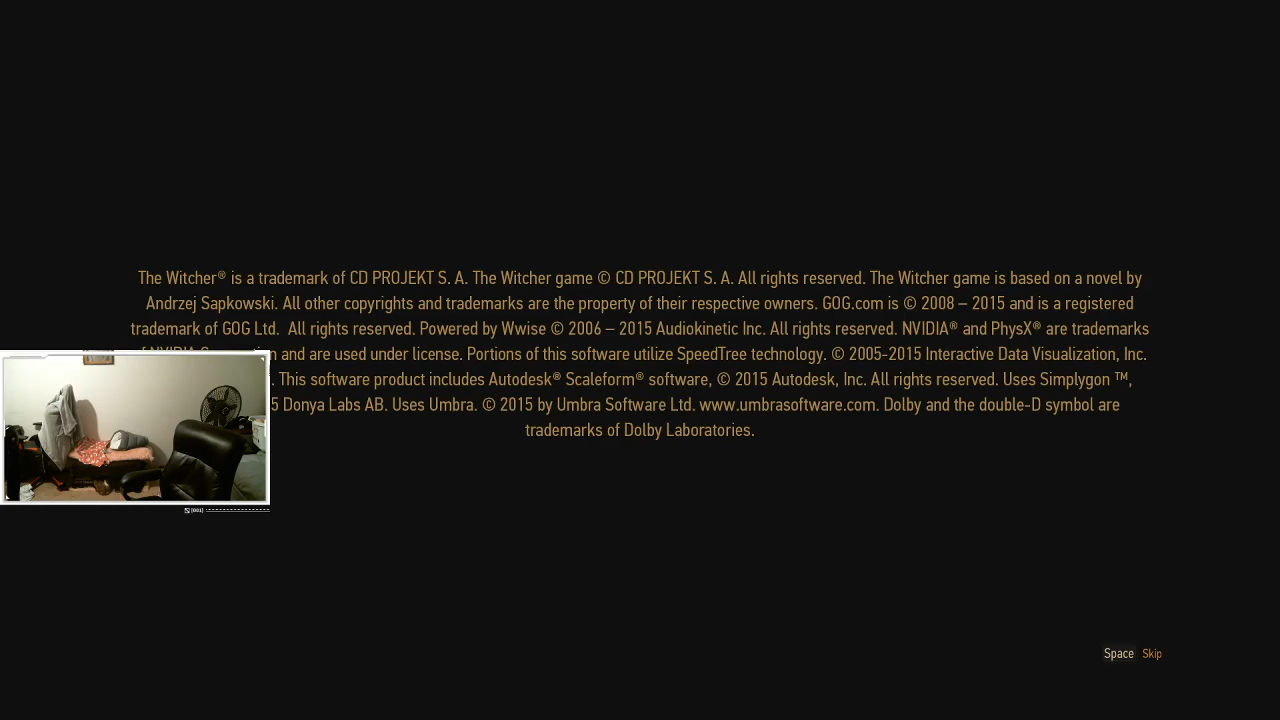 The Witcher® is a trademark of CD PROJEKT S. A. The Witcher game © CD PROJEKT S. A. All rights reserved. The Witcher game is based on a novel by
Andrzej Sapkowski. All other copyrights and trademarks are the property of their respective owners. GOG.com is © 2008 – 2015 and is a registered
trademark of GOG Ltd. All rights reserved. Powered by Wwise © 2006 – 2015 Audiokinetic Inc. All rights reserved. NVIDIA® and PhysX® are trademarks
and are used under license. Portions of this software utilize SpeedTree technology. © 2005-2015 Interactive Data Visualization, Inc.
. This software product includes Autodesk® Scaleform® software, © 2015 Autodesk, Inc. All rights reserved. Uses Simplygon ™,
5 Donya Labs AB. Uses Umbra. © 2015 by Umbra Software Ltd. www.umbrasoftware.com. Dolby and the double-D symbol are
trademarks of Dolby Laboratories.
[001]
Space Skip